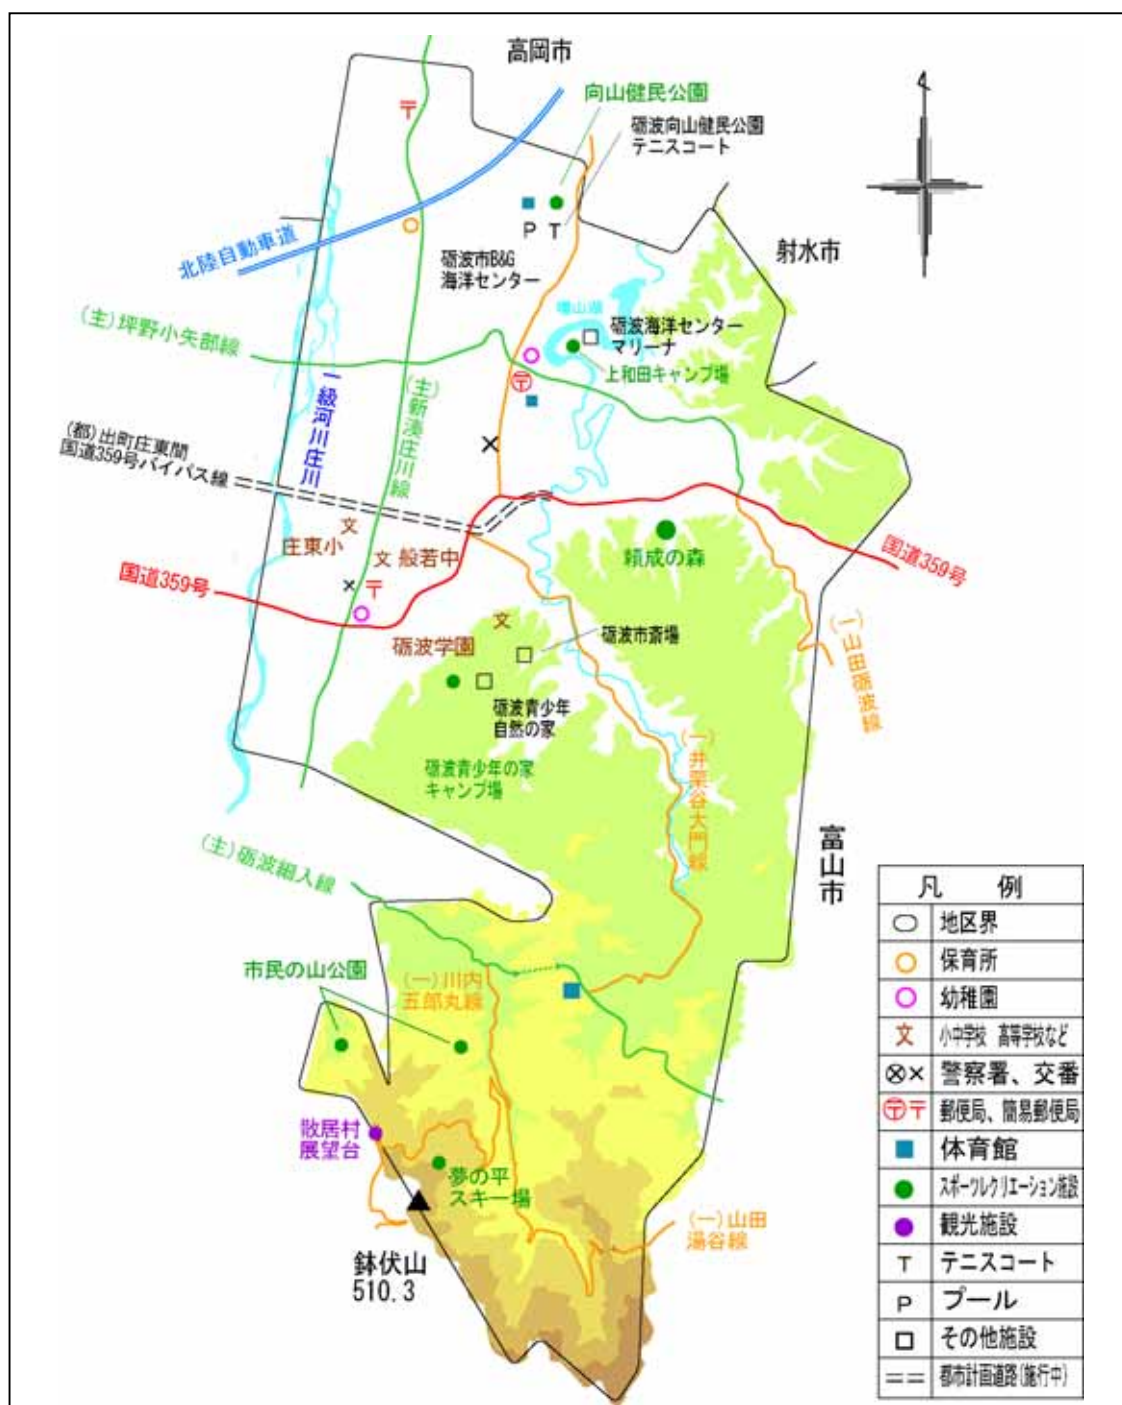 高岡市
向山健民公園
〒
砺波向山健民公園
テニスコート
P T
北陸自動車道
砺波市B&G
海洋センター
射水市
増山湖
(主)坪野小矢部線
砺波海洋センター
マリーナ
上和田キャンプ場
一級河川庄川
(主)新湊庄川線
〒
(都)出町庄東間
国道359号バイパス線
文
庄東小
文 般若中
頼成の森
国道359号
国道359号
〒
文
砺波学園
砺波市斎場
(一)山田砺波線
砺波青少年
自然の家
砺波青少年の家
キャンプ場
(一)井栗谷大門線
(主)砺波細入線
富山市
市民の山公園
(一)川内
五郎丸線
散居村
展望台
夢の平
スキー場
(一)山田
湯谷線
鉢伏山
510.3
凡 例
地区界
保育所
幼稚園
文 小中学校 高等学校など
警察署、交番
〒〒 郵便局、簡易郵便局
体育館
スポーツレクリエーション施設
観光施設
T テニスコート
P プール
その他施設
都市計画道路(施行中)